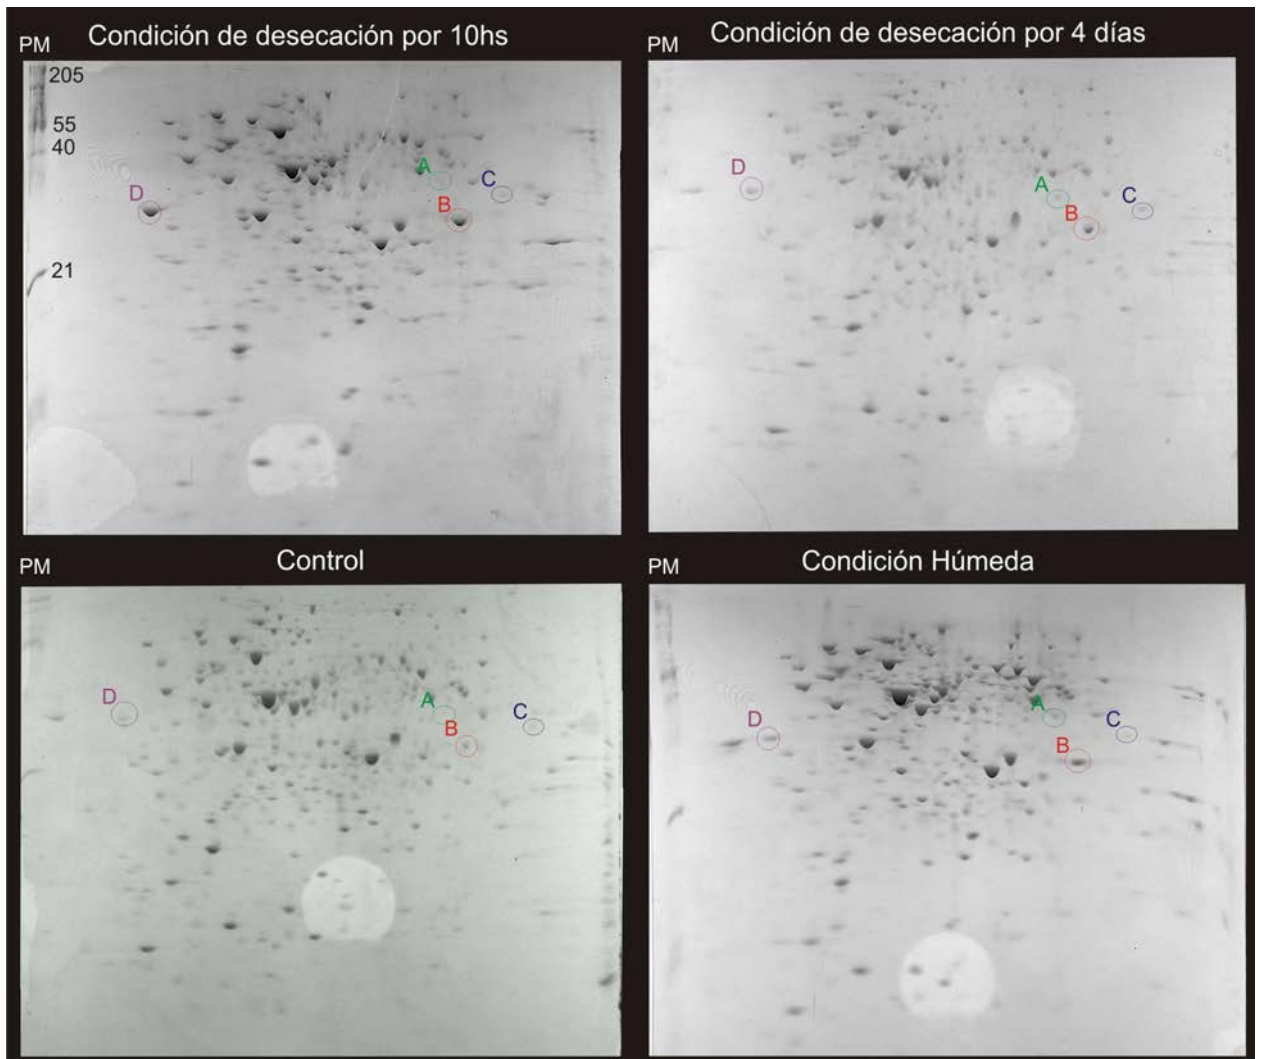 PM
Condición de desecación por 10hs
205
55
40
21
A
B
C
D
PM
Condición de desecación por 4 días
A
B
C
D
PM
Control
A
B
C
D
PM
Condición Húmeda
A
B
C
D